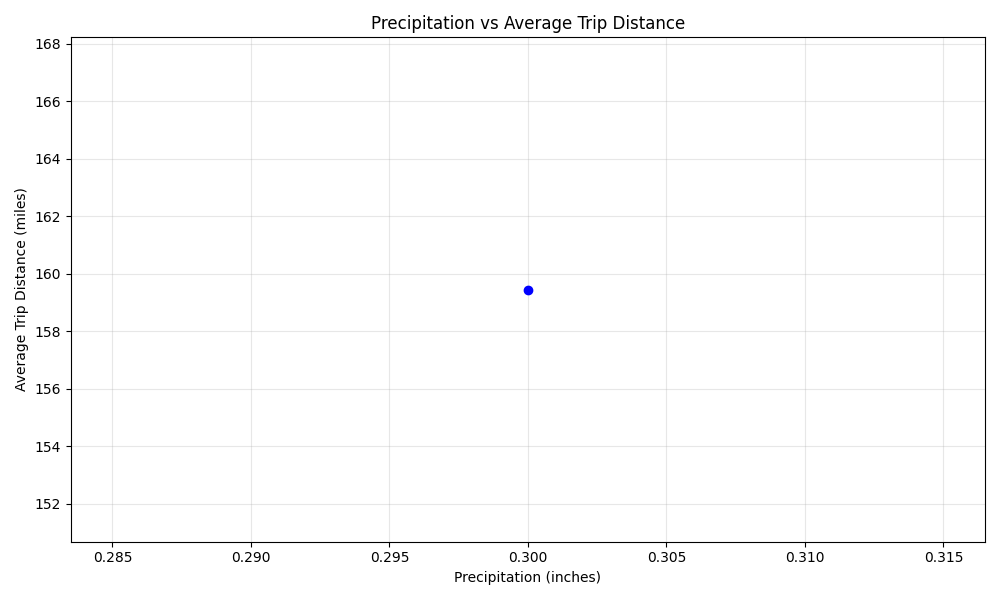 Precipitation vs Average Trip Distance
168
166
164
162
160
158
156
154
152
Average Trip Distance (miles)
0.285 0.290 0.295 0.300 0.305 0.310 0.315
Precipitation (inches)